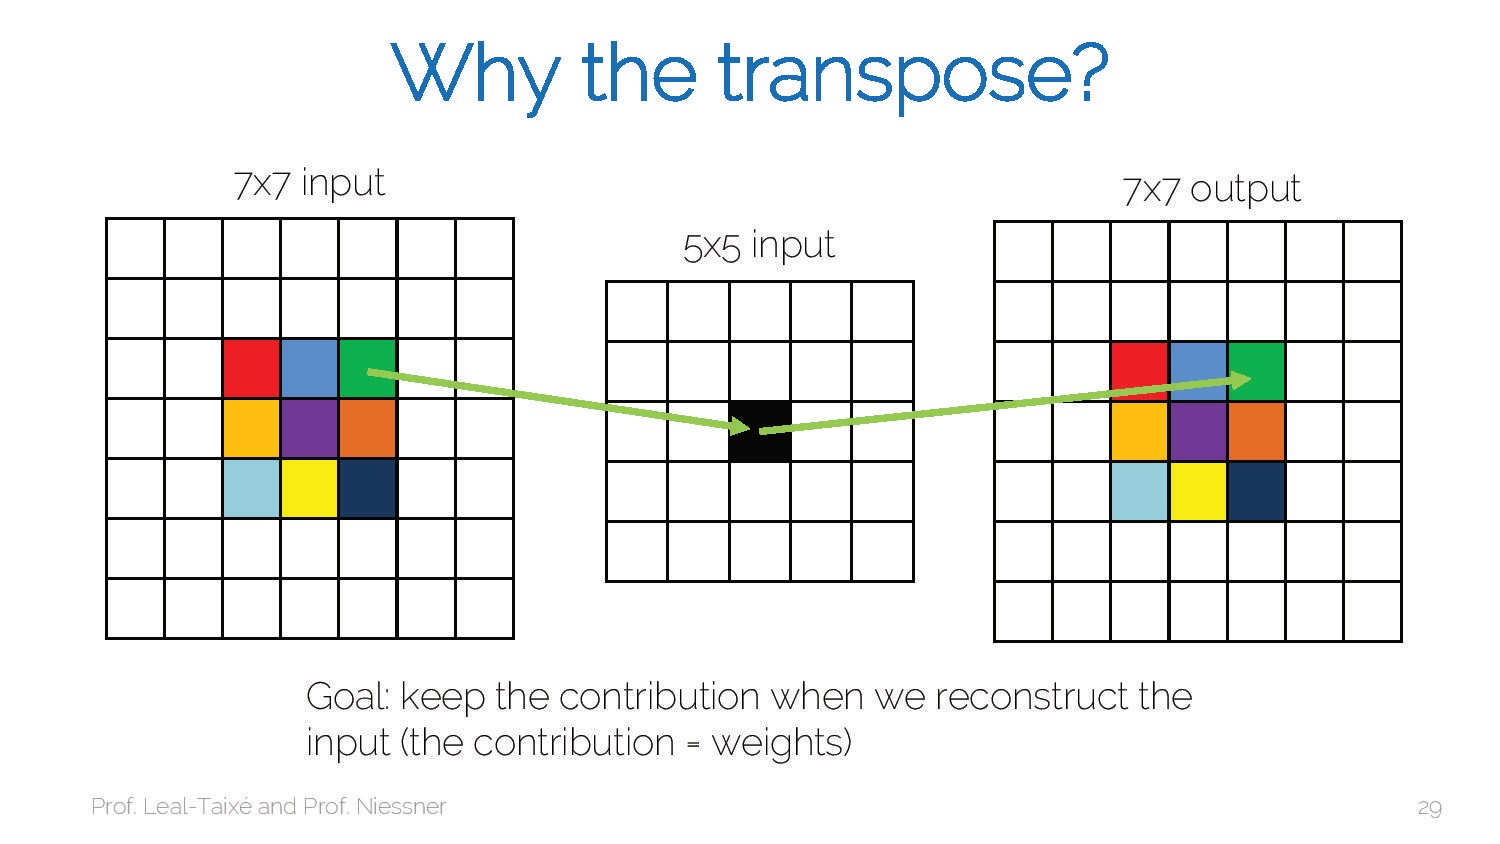 Why the transpose?
7x7 input
5x5 input
7x7 output
Goal: keep the contribution when we reconstruct the
input (the contribution = weights)
Prof. Leal-Taixé and Prof. Niessner
29